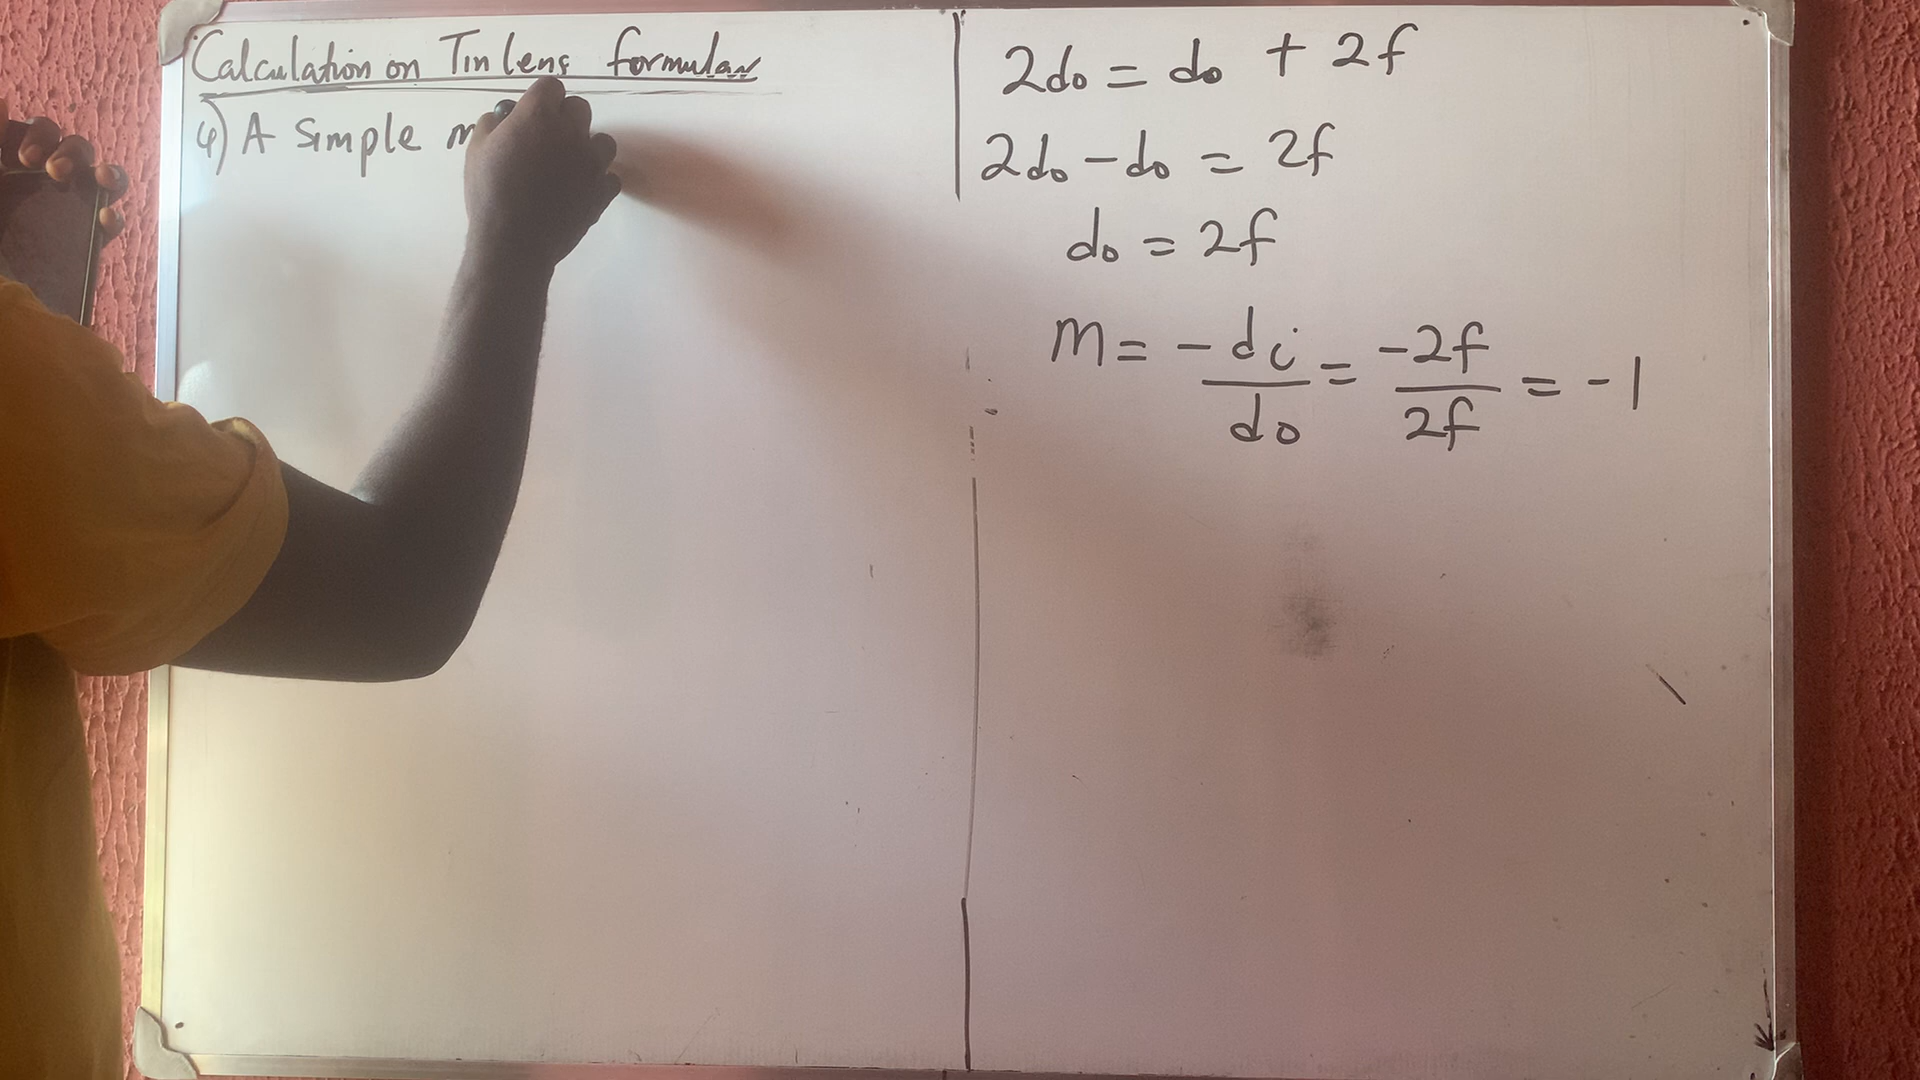 Calculation on Tin lens formular
4) A simple m
2do = do + 2f
2do - do = 2f
do = 2f
m = -di/do = -2f/2f = -1